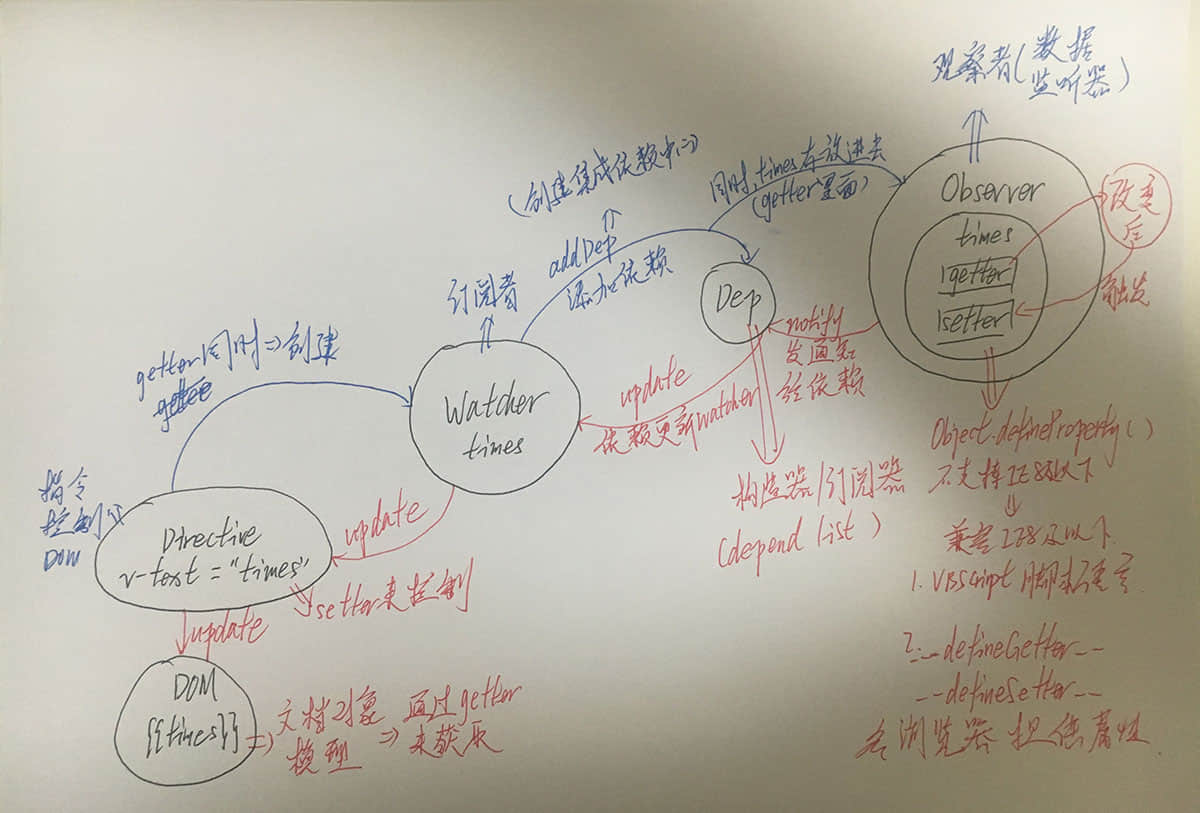 观察者(数据
监听器)
(创建集成依赖中心)
同时,times存放进去
(getter里面)
Observer
times
getter
setter
改变
后
触发
订阅者
addDep
添加依赖
Dep
notify
发通知
给依赖
getter同时=>创建
Watcher
times
update
依赖更新watcher
构造器/订阅器
(depend list)
Object.defineProperty()
不支持IE8以下
兼容IE8及以下
1. VBScript 脚本语言
2. __defineGetter__
__defineSetter__
各浏览器 担保属性
指令
控制
DOM
Directive
v-text = "times"
update
setter来控制
update
DOM
{{times}}
=> 文档对象
模型
=> 通过getter
来获取